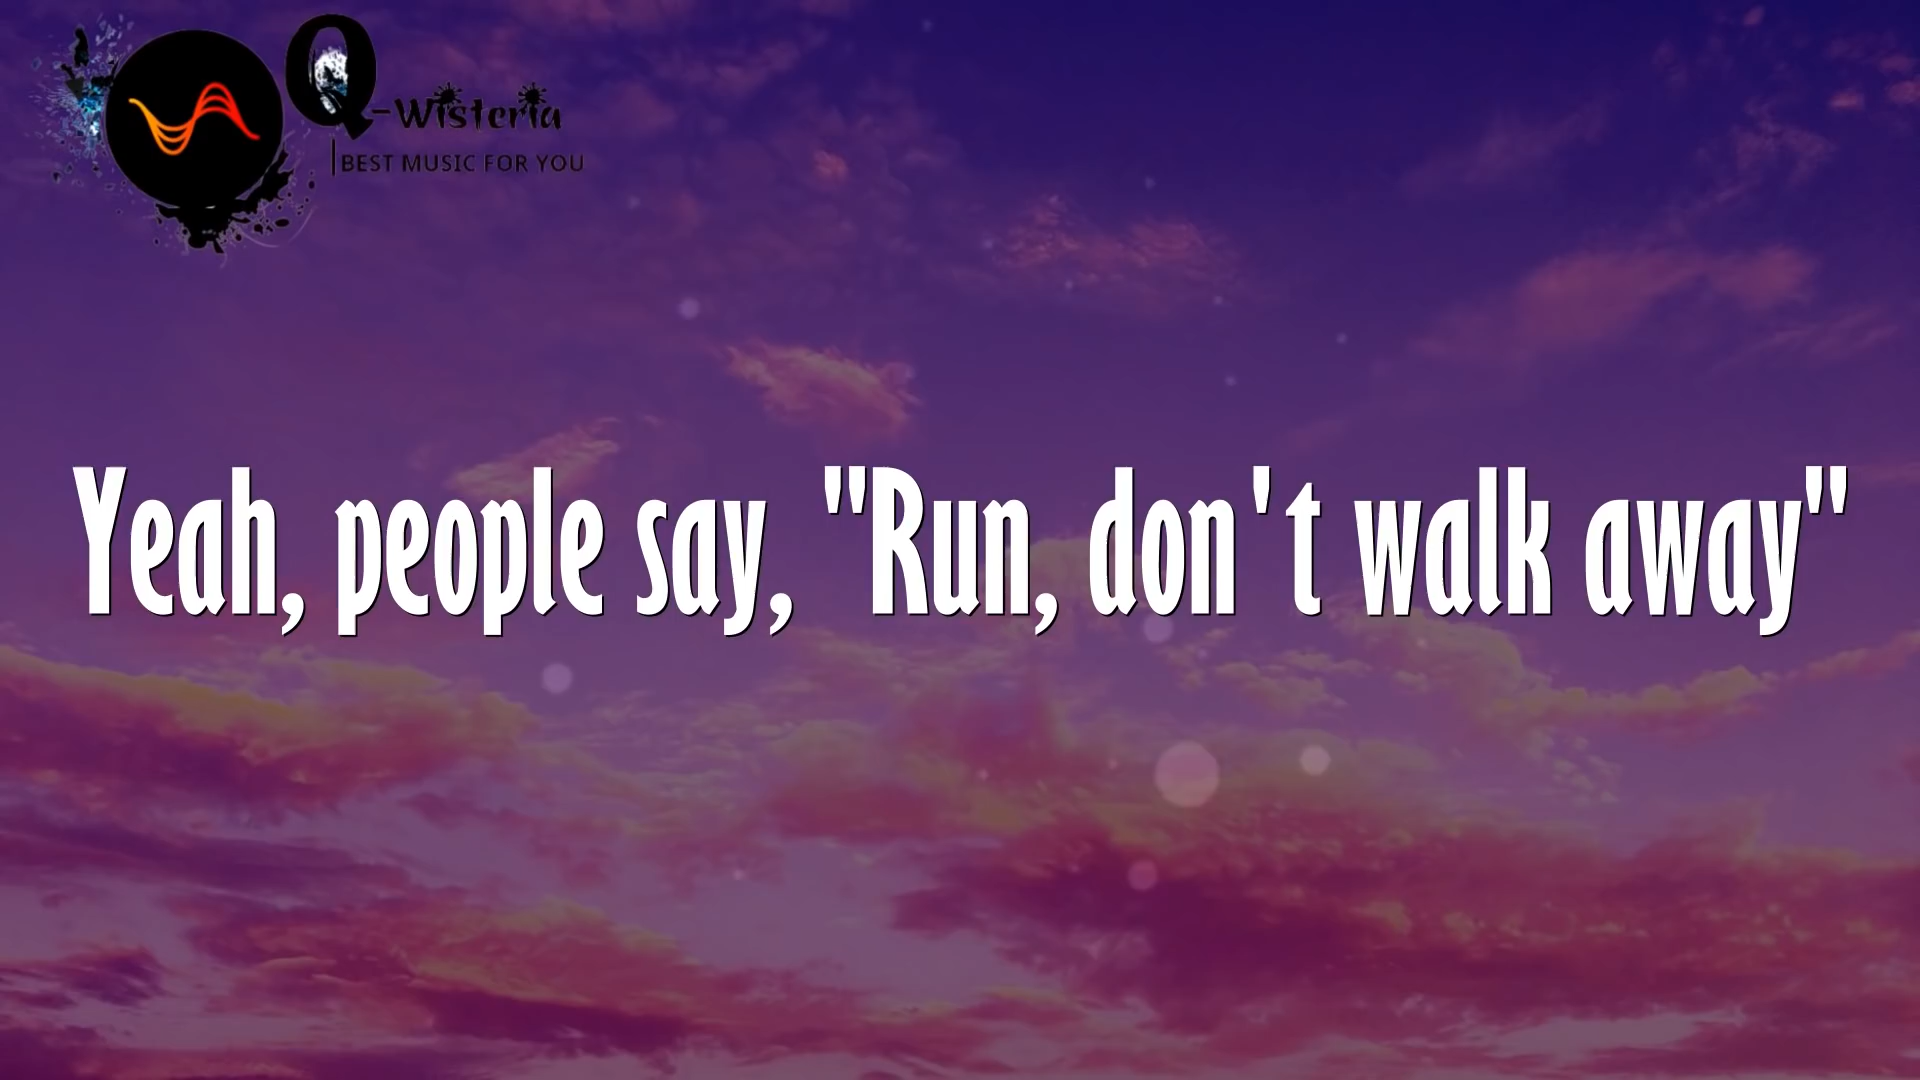 Q-Wisteria
|BEST MUSIC FOR YOU
Yeah, people say, "Run, don't walk away"